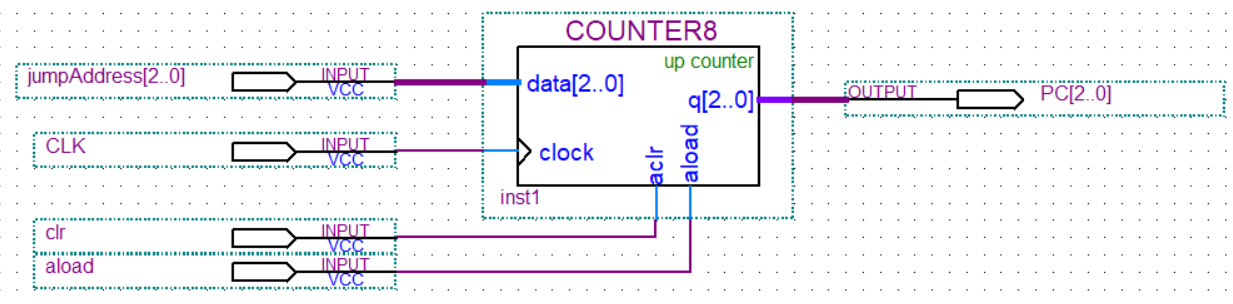 COUNTER8
up counter
jumpAddress[2..0]
INPUT
VCC
data[2..0]
q[2..0]
OUTPUT
PC[2..0]
CLK
INPUT
VCC
clock
aclr
aload
inst1
clr
INPUT
VCC
aload
INPUT
VCC